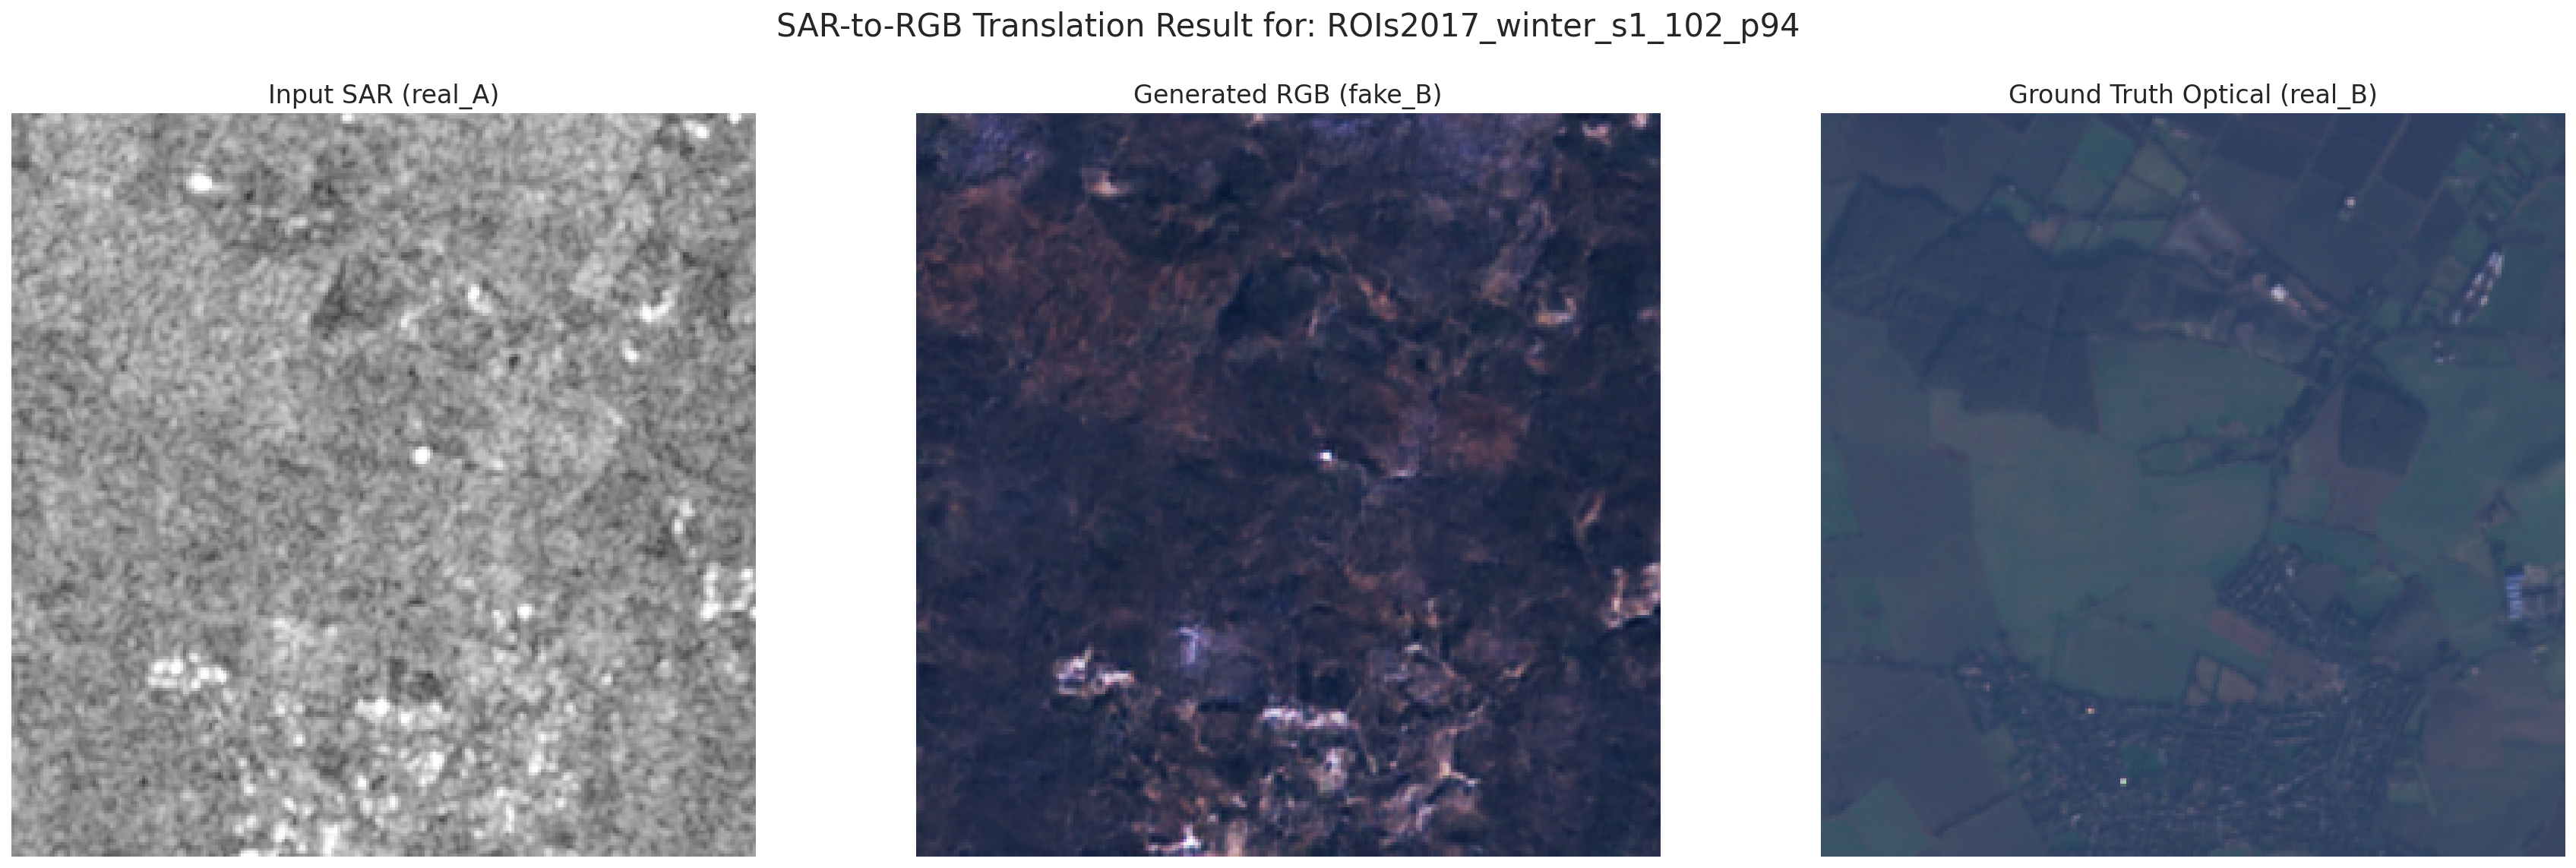 SAR-to-RGB Translation Result for: ROIs2017_winter_s1_102_p94
Input SAR (real_A)
Generated RGB (fake_B)
Ground Truth Optical (real_B)